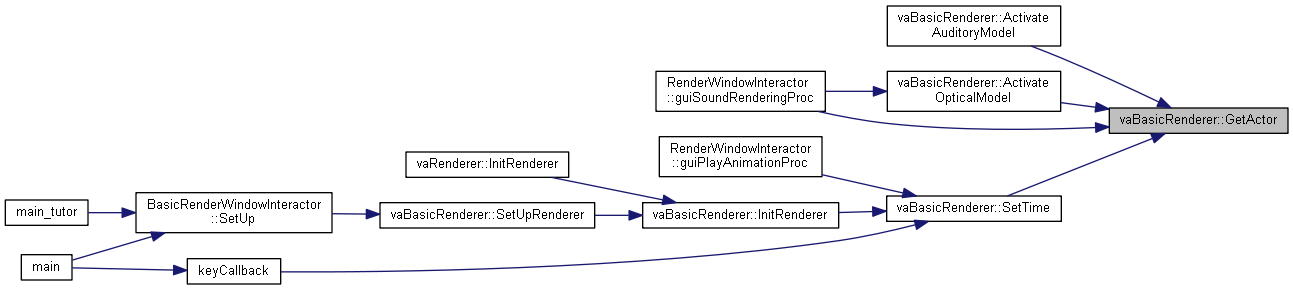 vaBasicRenderer::Activate
AuditoryModel
RenderWindowInteractor
::guiSoundRenderingProc
vaBasicRenderer::Activate
OpticalModel
vaBasicRenderer::GetActor
RenderWindowInteractor
::guiPlayAnimationProc
vaRenderer::InitRenderer
main_tutor
BasicRenderWindowInteractor
::SetUp
vaBasicRenderer::SetUpRenderer
vaBasicRenderer::InitRenderer
vaBasicRenderer::SetTime
main
keyCallback